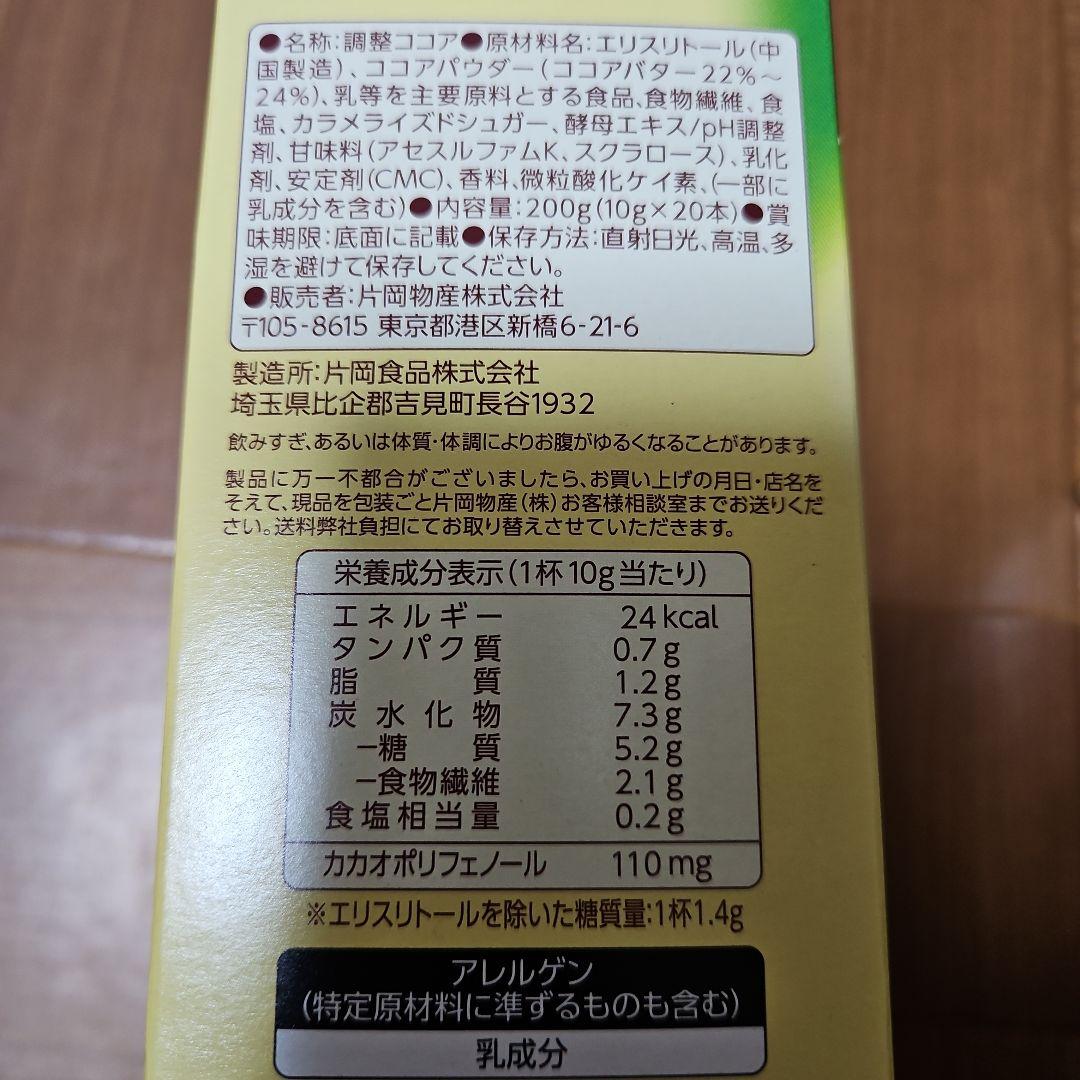 ●名称:調整ココア●原材料名:エリスリトール(中
国製造)、ココアパウダー(ココアバター22%~
24%)、乳等を主要原料とする食品、食物繊維、食
塩、カラメライズドシュガー、酵母エキス/pH調整
剤、甘味料(アセスルファムK、スクラロース)、乳化
剤、安定剤(CMC)、香料、微粒酸化ケイ素、(一部に
乳成分を含む)●内容量:200g(10g×20本)●賞
味期限:底面に記載●保存方法:直射日光、高温、多
湿を避けて保存してください。
●販売者:片岡物産株式会社
〒105-8615 東京都港区新橋6-21-6
製造所:片岡食品株式会社
埼玉県比企郡吉見町長谷1932
飲みすぎ、あるいは体質・体調によりお腹がゆるくなることがあります。
製品に万一不都合がございましたら、お買い上げの月日・店名を
そえて、現品を包装ごと片岡物産(株)お客様相談室までお送りくだ
さい。送料弊社負担にてお取り替えさせていただきます。
栄養成分表示(1杯10g当たり)
エネルギー 24kcal
タンパク質 0.7g
脂質 1.2g
炭水化物 7.3g
-糖質 5.2g
-食物繊維 2.1g
食塩相当量 0.2g
カカオポリフェノール 110mg
※エリスリトールを除いた糖質量:1杯1.4g
アレルゲン
(特定原材料に準ずるものも含む)
乳成分